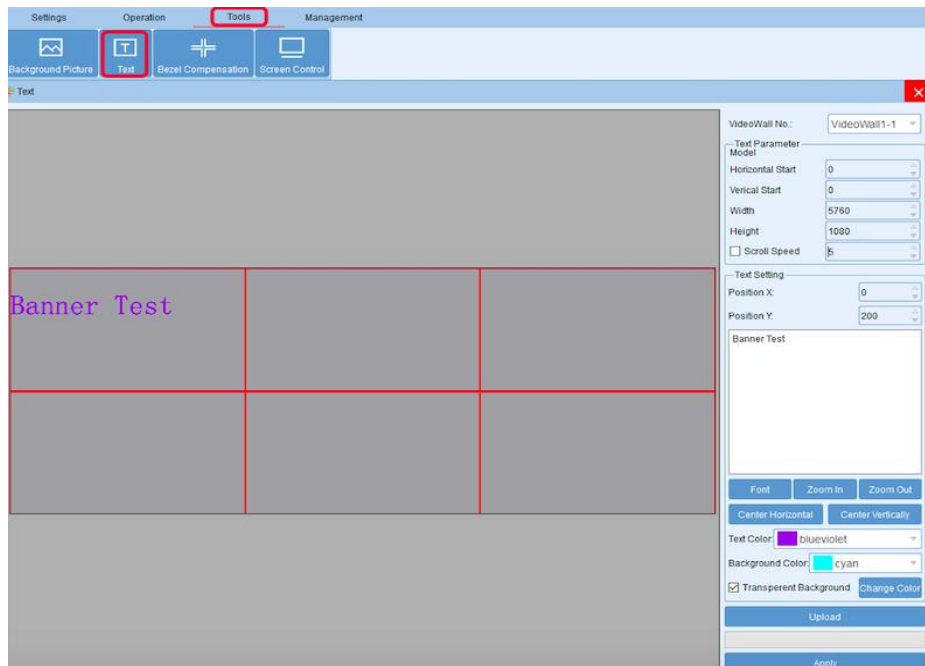 Settings Operation Tools Management
Background Picture Text Bezel Compensation Screen Control
Text
VideoWall No.: VideoWall1-1
Text Parameter
Model
Horizontal Start 0
Verical Start 0
Width 5760
Height 1080
Scroll Speed 5
Text Setting
Position X: 0
Position Y: 200
Banner Test
Banner Test
Font Zoom In Zoom Out
Center Horizontal Center Vertically
Text Color: blueviolet
Background Color: cyan
Transperent Background Change Color
Upload
Apply